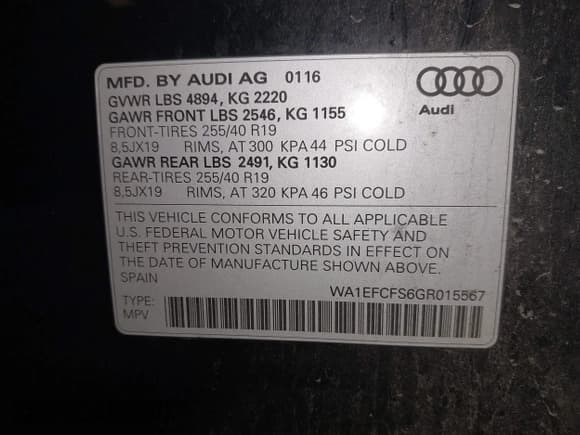 MFD. BY AUDI AG 0116
GVWR LBS 4894, KG 2220
GAWR FRONT LBS 2546, KG 1155
FRONT-TIRES 255/40 R19
8,5JX19 RIMS, AT 300 KPA 44 PSI COLD
GAWR REAR LBS 2491, KG 1130
REAR-TIRES 255/40 R19
8,5JX19 RIMS, AT 320 KPA 46 PSI COLD
Audi
THIS VEHICLE CONFORMS TO ALL APPLICABLE
U.S. FEDERAL MOTOR VEHICLE SAFETY AND
THEFT PREVENTION STANDARDS IN EFFECT ON
THE DATE OF MANUFACTURE SHOWN ABOVE.
SPAIN
WA1EFCFS6GR015567
TYPE:
MPV